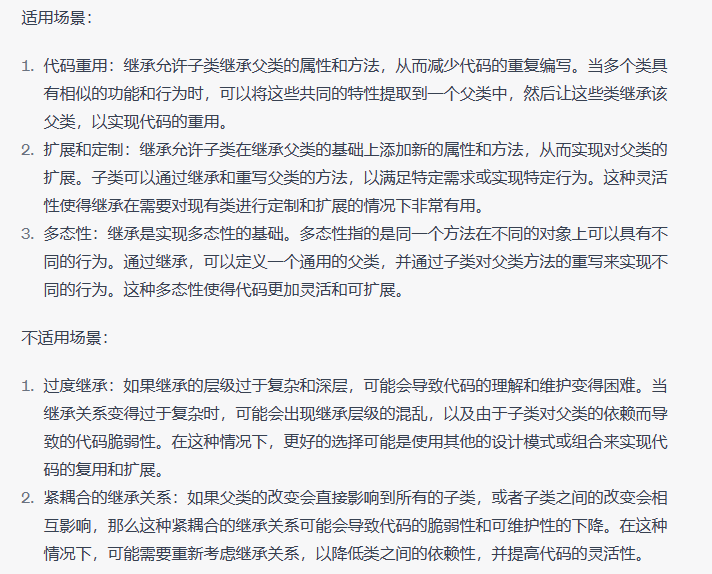 适用场景：
1. 代码重用：继承允许子类继承父类的属性和方法，从而减少代码的重复编写。当多个类具
有相似的功能和行为时，可以将这些共同的特性提取到一个父类中，然后让这些类继承该
父类，以实现代码的重用。
2. 扩展和定制：继承允许子类在继承父类的基础上添加新的属性和方法，从而实现对父类的
扩展。子类可以通过继承和重写父类的方法，以满足特定需求或实现特定行为。这种灵活
性使得继承在需要对现有类进行定制和扩展的情况下非常有用。
3. 多态性：继承是实现多态性的基础。多态性指的是同一个方法在不同的对象上可以具有不
同的行为。通过继承，可以定义一个通用的父类，并通过子类对父类方法的重写来实现不
同的行为。这种多态性使得代码更加灵活和可扩展。
不适用场景：
1. 过度继承：如果继承的层级过于复杂和深层，可能会导致代码的理解和维护变得困难。当
继承关系变得过于复杂时，可能会出现继承层级的混乱，以及由于子类对父类的依赖而导
致的代码脆弱性。在这种情况下，更好的选择可能是使用其他的设计模式或组合来实现代
码的复用和扩展。
2. 紧耦合的继承关系：如果父类的改变会直接影响到所有的子类，或者子类之间的改变会相
互影响，那么这种紧耦合的继承关系可能会导致代码的脆弱性和可维护性的下降。在这种
情况下，可能需要重新考虑继承关系，以降低类之间的依赖性，并提高代码的灵活性。